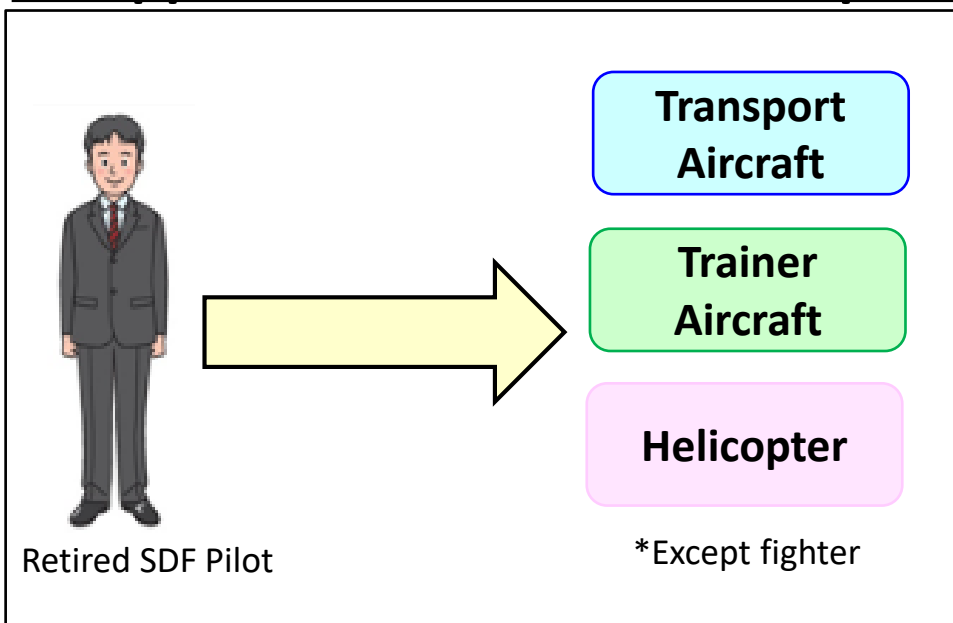 Transport
Aircraft
Trainer
Aircraft
Helicopter
Retired SDF Pilot
*Except fighter